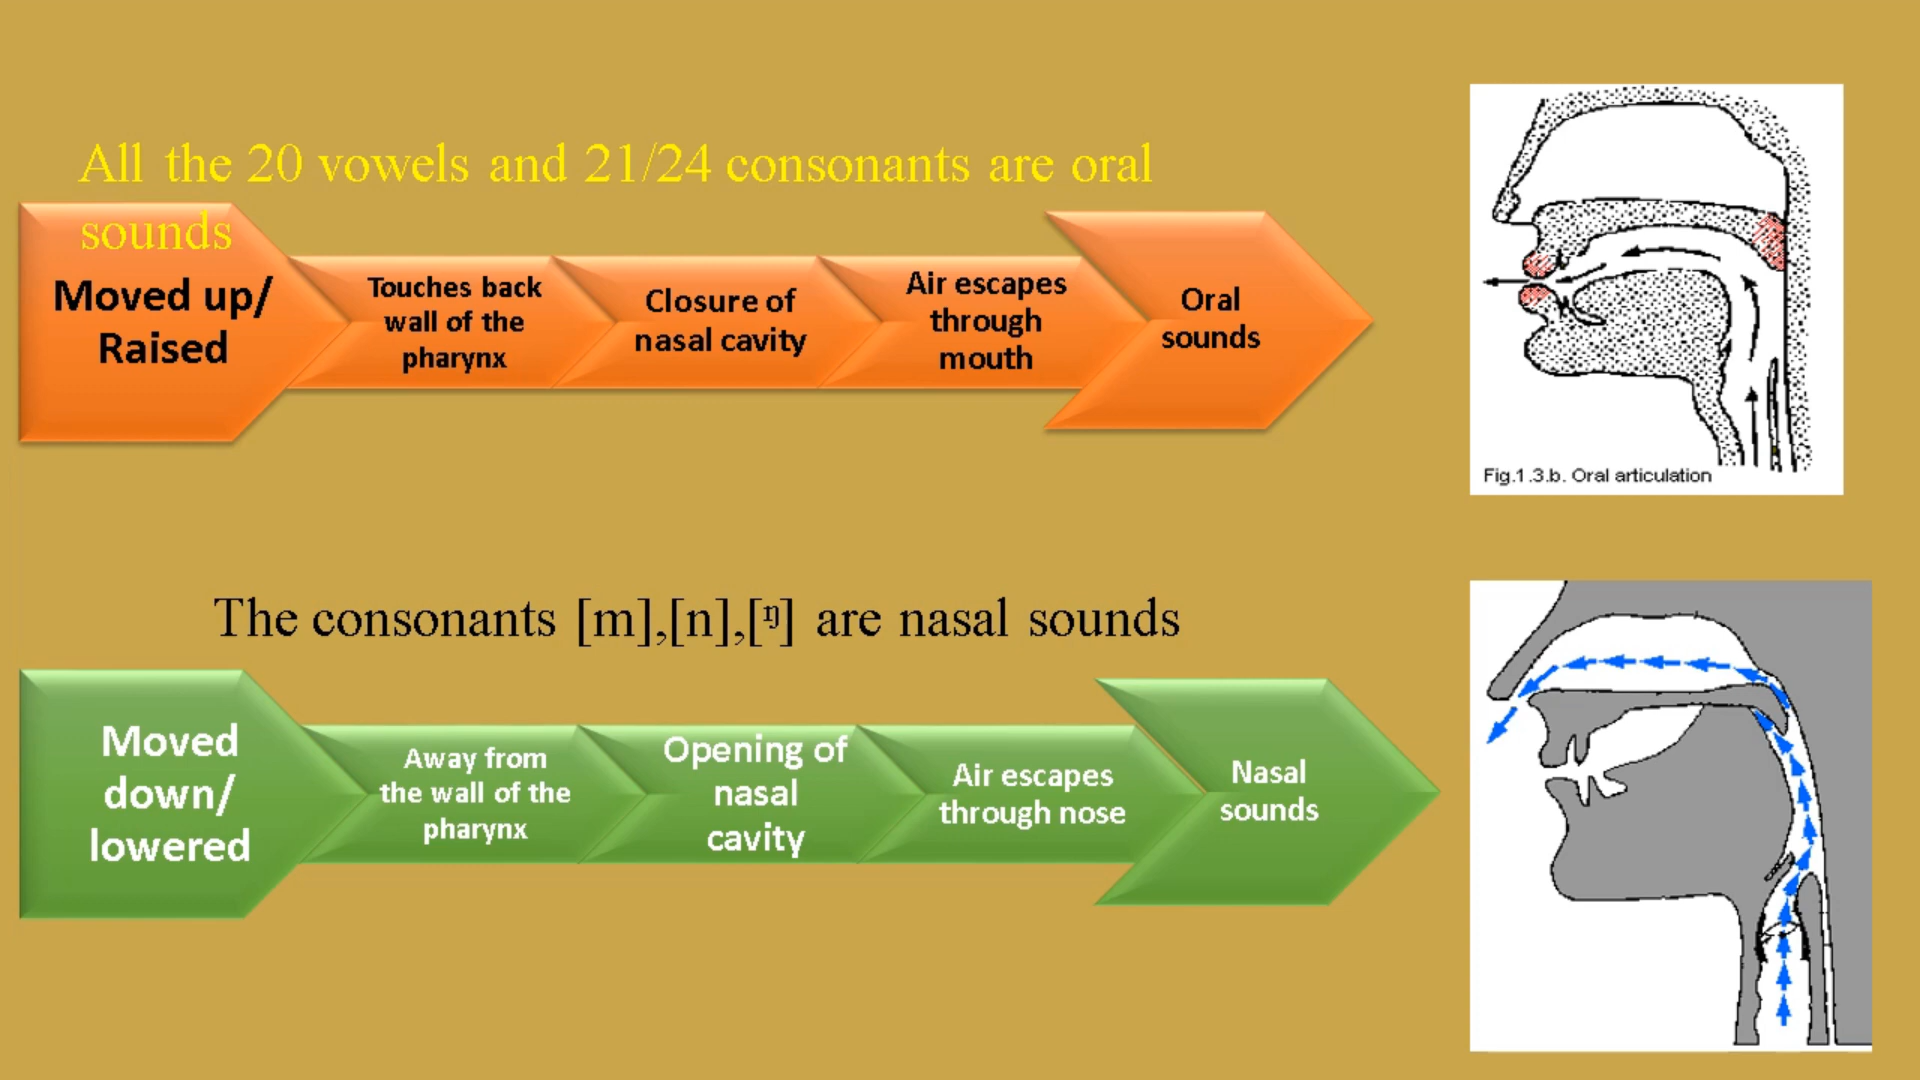 All the 20 vowels and 21/24 consonants are oral
sounds
Moved up/
Raised
Touches back
wall of the
pharynx
Closure of
nasal cavity
Air escapes
through
mouth
Oral
sounds
Fig.1.3.b. Oral articulation
The consonants [m],[n],[ŋ] are nasal sounds
Moved
down/
lowered
Away from
the wall of the
pharynx
Opening of
nasal
cavity
Air escapes
through nose
Nasal
sounds